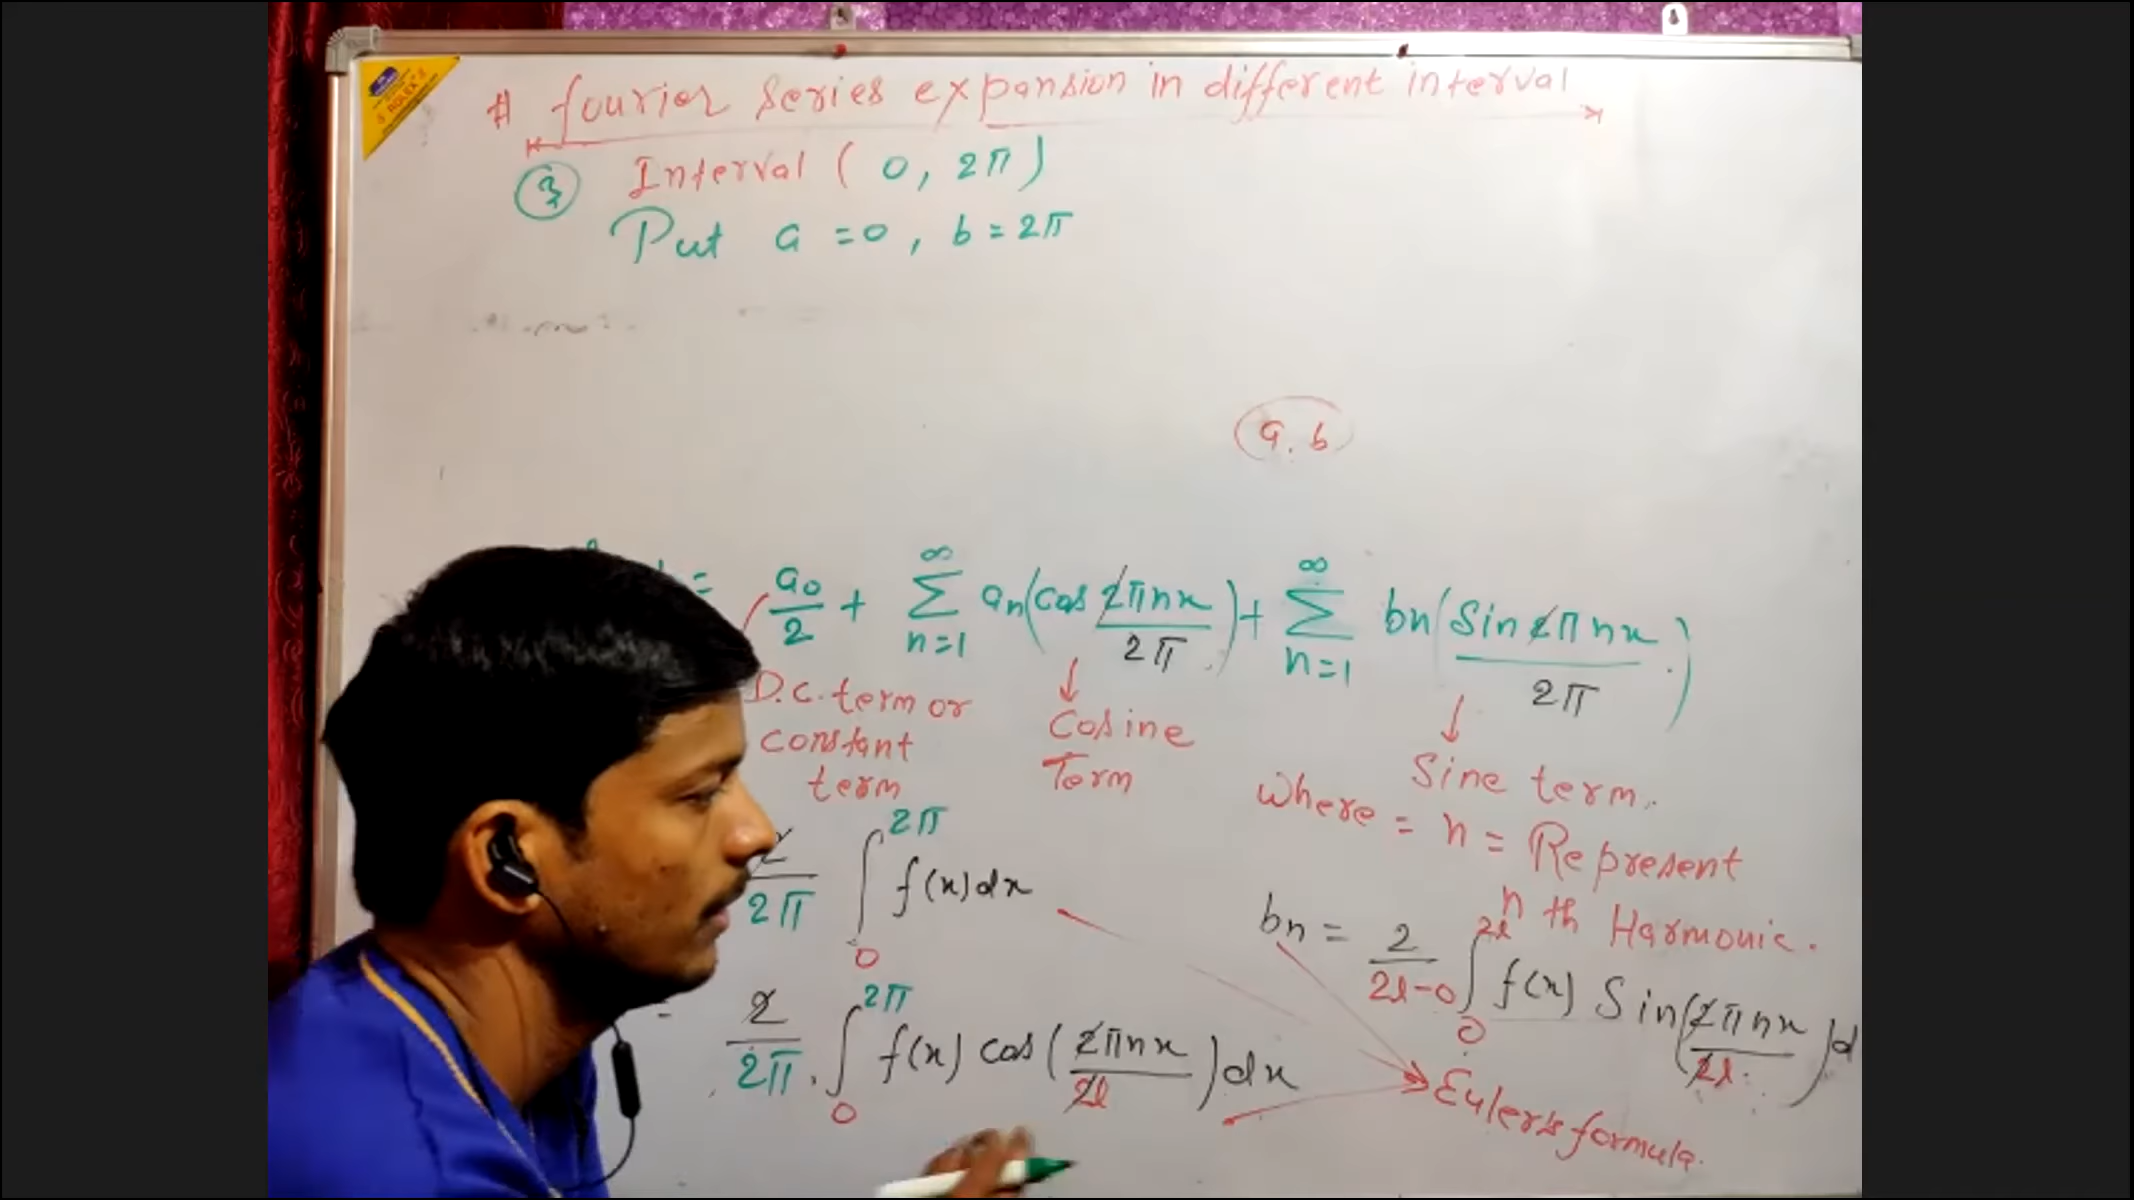 # fourier series expansion in different interval
③ Interval ( 0, 2π )
Put a = 0, b = 2π
a. b
= a0/2 + ∞ Σ n=1 an(cos 2πnx / 2π) + ∞ Σ n=1 bn(Sin 2πnx / 2π)
D.C. term or constant term
Cosine Term
Sine term.
where = n = Represent
n th Harmonic.
2/2π ∫ 0 2π f(x)dx
bn = 2/2l-0 ∫ 0 2l f(x) Sin(2πnx / 2l) d
= 2/2π . ∫ 0 2π f(x) cos(2πnx / 2l)dx
Euler's formula.